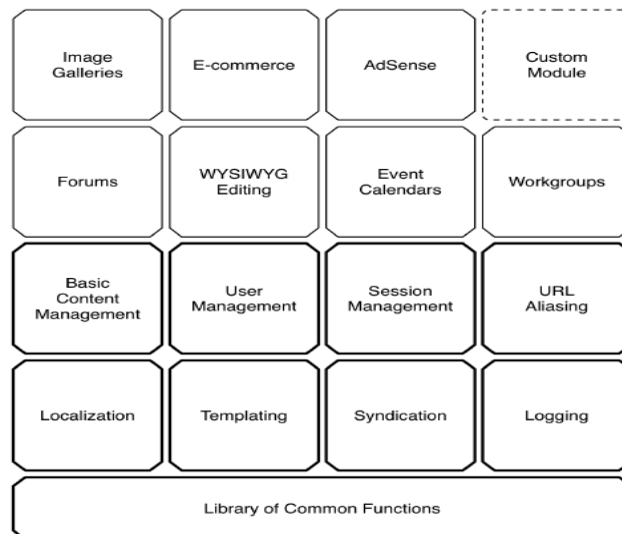 Image
Galleries
E-commerce
AdSense
Custom
Module
Forums
WYSIWYG
Editing
Event
Calendars
Workgroups
Basic
Content
Management
User
Management
Session
Management
URL
Aliasing
Localization
Templating
Syndication
Logging
Library of Common Functions